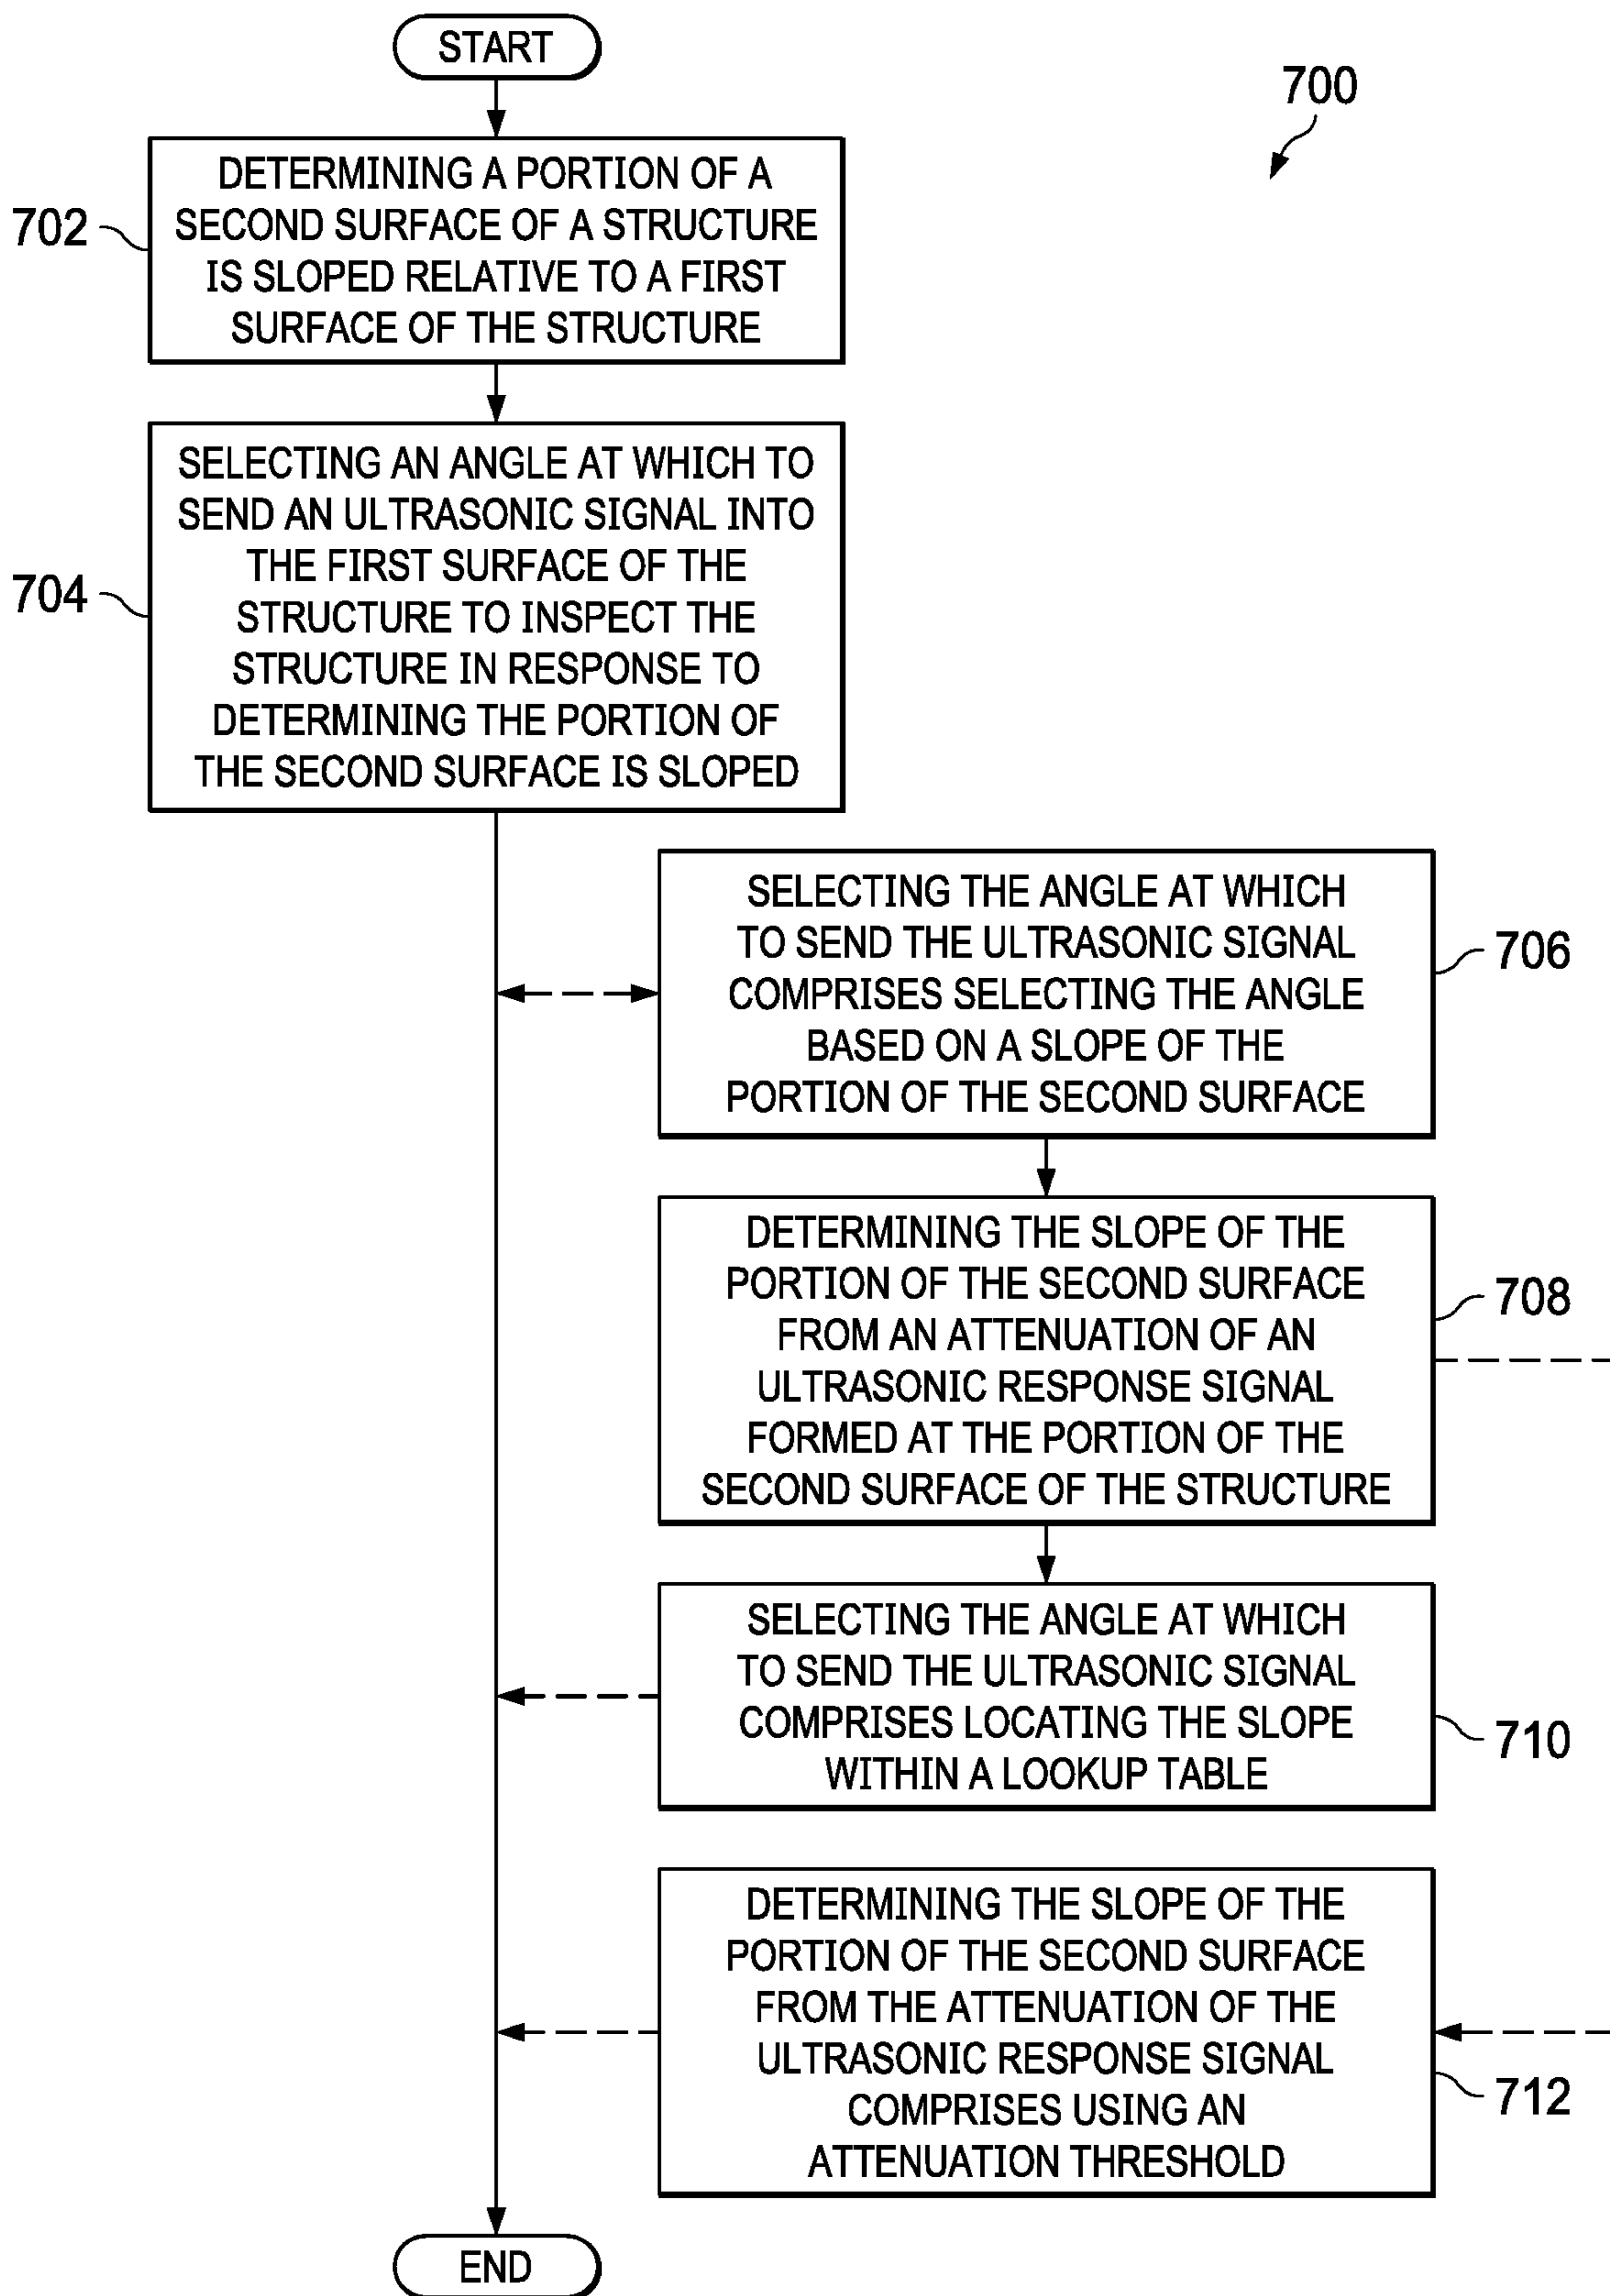 START
700
702
DETERMINING A PORTION OF A
SECOND SURFACE OF A STRUCTURE
IS SLOPED RELATIVE TO A FIRST
SURFACE OF THE STRUCTURE
704
SELECTING AN ANGLE AT WHICH TO
SEND AN ULTRASONIC SIGNAL INTO
THE FIRST SURFACE OF THE
STRUCTURE TO INSPECT THE
STRUCTURE IN RESPONSE TO
DETERMINING THE PORTION OF
THE SECOND SURFACE IS SLOPED
SELECTING THE ANGLE AT WHICH
TO SEND THE ULTRASONIC SIGNAL
COMPRISES SELECTING THE ANGLE
BASED ON A SLOPE OF THE
PORTION OF THE SECOND SURFACE
706
DETERMINING THE SLOPE OF THE
PORTION OF THE SECOND SURFACE
FROM AN ATTENUATION OF AN
ULTRASONIC RESPONSE SIGNAL
FORMED AT THE PORTION OF THE
SECOND SURFACE OF THE STRUCTURE
708
SELECTING THE ANGLE AT WHICH
TO SEND THE ULTRASONIC SIGNAL
COMPRISES LOCATING THE SLOPE
WITHIN A LOOKUP TABLE
710
DETERMINING THE SLOPE OF THE
PORTION OF THE SECOND SURFACE
FROM THE ATTENUATION OF THE
ULTRASONIC RESPONSE SIGNAL
COMPRISES USING AN
ATTENUATION THRESHOLD
712
END